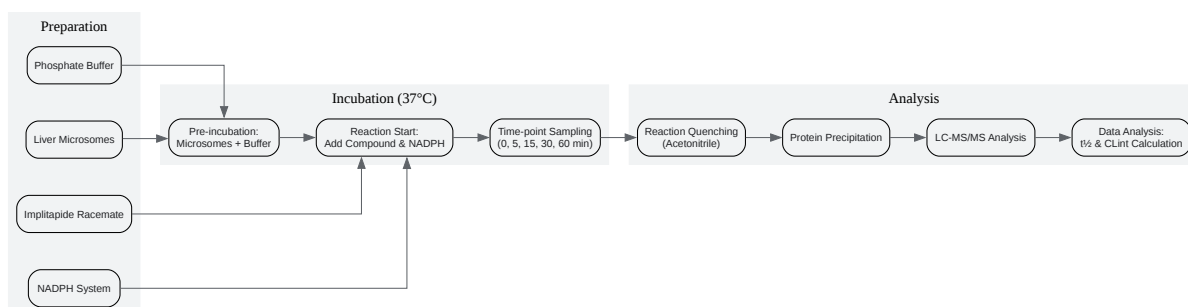 Preparation
Phosphate Buffer
Liver Microsomes
Implitapide Racemate
NADPH System
Incubation (37°C)
Pre-incubation:
Microsomes + Buffer
Reaction Start:
Add Compound & NADPH
Time-point Sampling
(0, 5, 15, 30, 60 min)
Analysis
Reaction Quenching
(Acetonitrile)
Protein Precipitation
LC-MS/MS Analysis
Data Analysis:
t½ & CLint Calculation